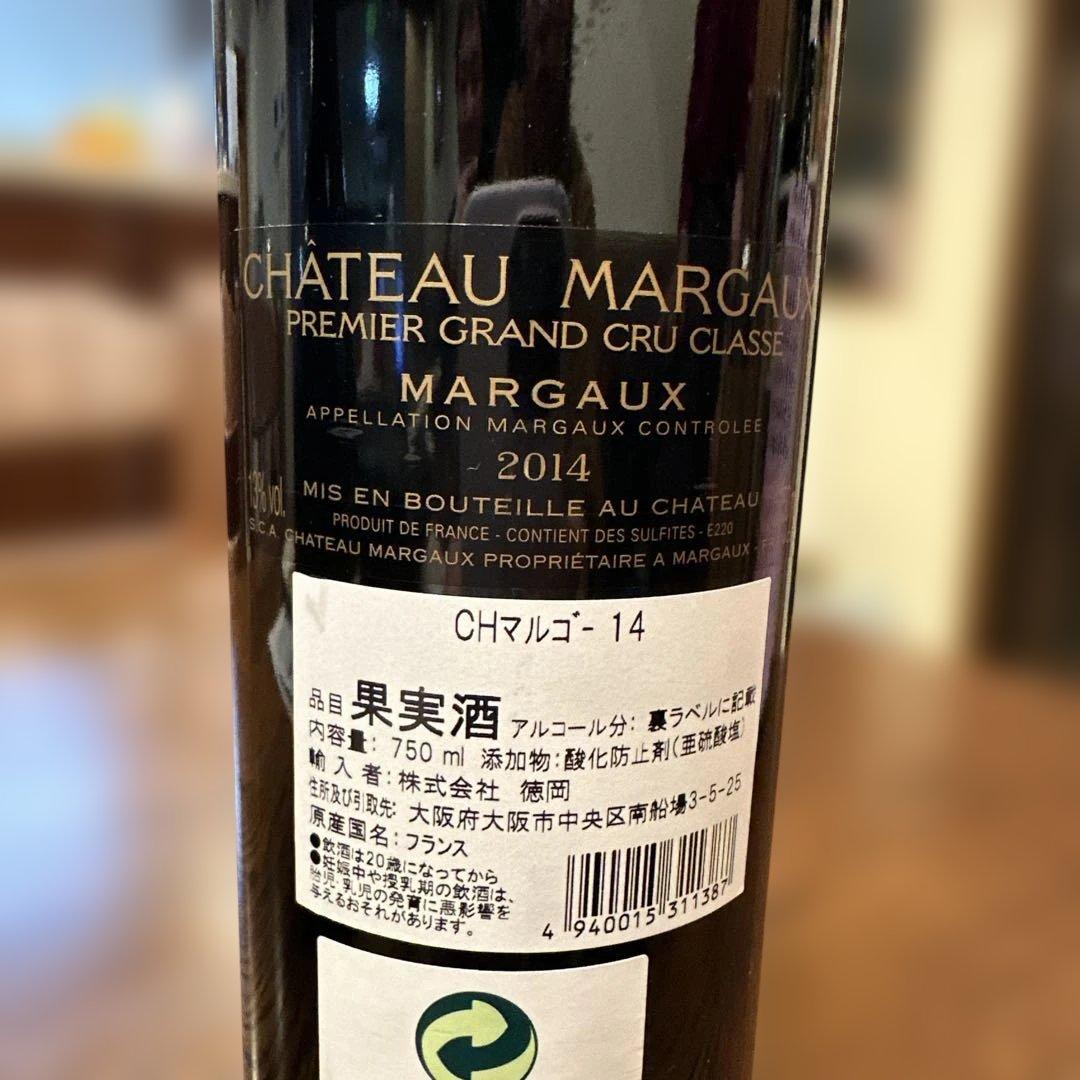 CHÂTEAU MARGAUX
PREMIER GRAND CRU CLASSE
MARGAUX
APPELLATION MARGAUX CONTROLEE
2014
13% vol. MIS EN BOUTEILLE AU CHATEAU
PRODUIT DE FRANCE - CONTIENT DES SULFITES - E220
S.C.A. CHATEAU MARGAUX PROPRIÉTAIRE A MARGAUX
CHマルゴ- 14
品目 果実酒 アルコール分: 裏ラベルに記載
内容量: 750 ml 添加物:酸化防止剤(亜硫酸塩)
輸入者:株式会社 徳岡
住所及び引取先: 大阪府大阪市中央区南船場3-5-25
原産国名:フランス
●飲酒は20歳になってから
●妊娠中や授乳期の飲酒は、
胎児・乳児の発育に悪影響を
与えるおそれがあります。
4 940015 311387